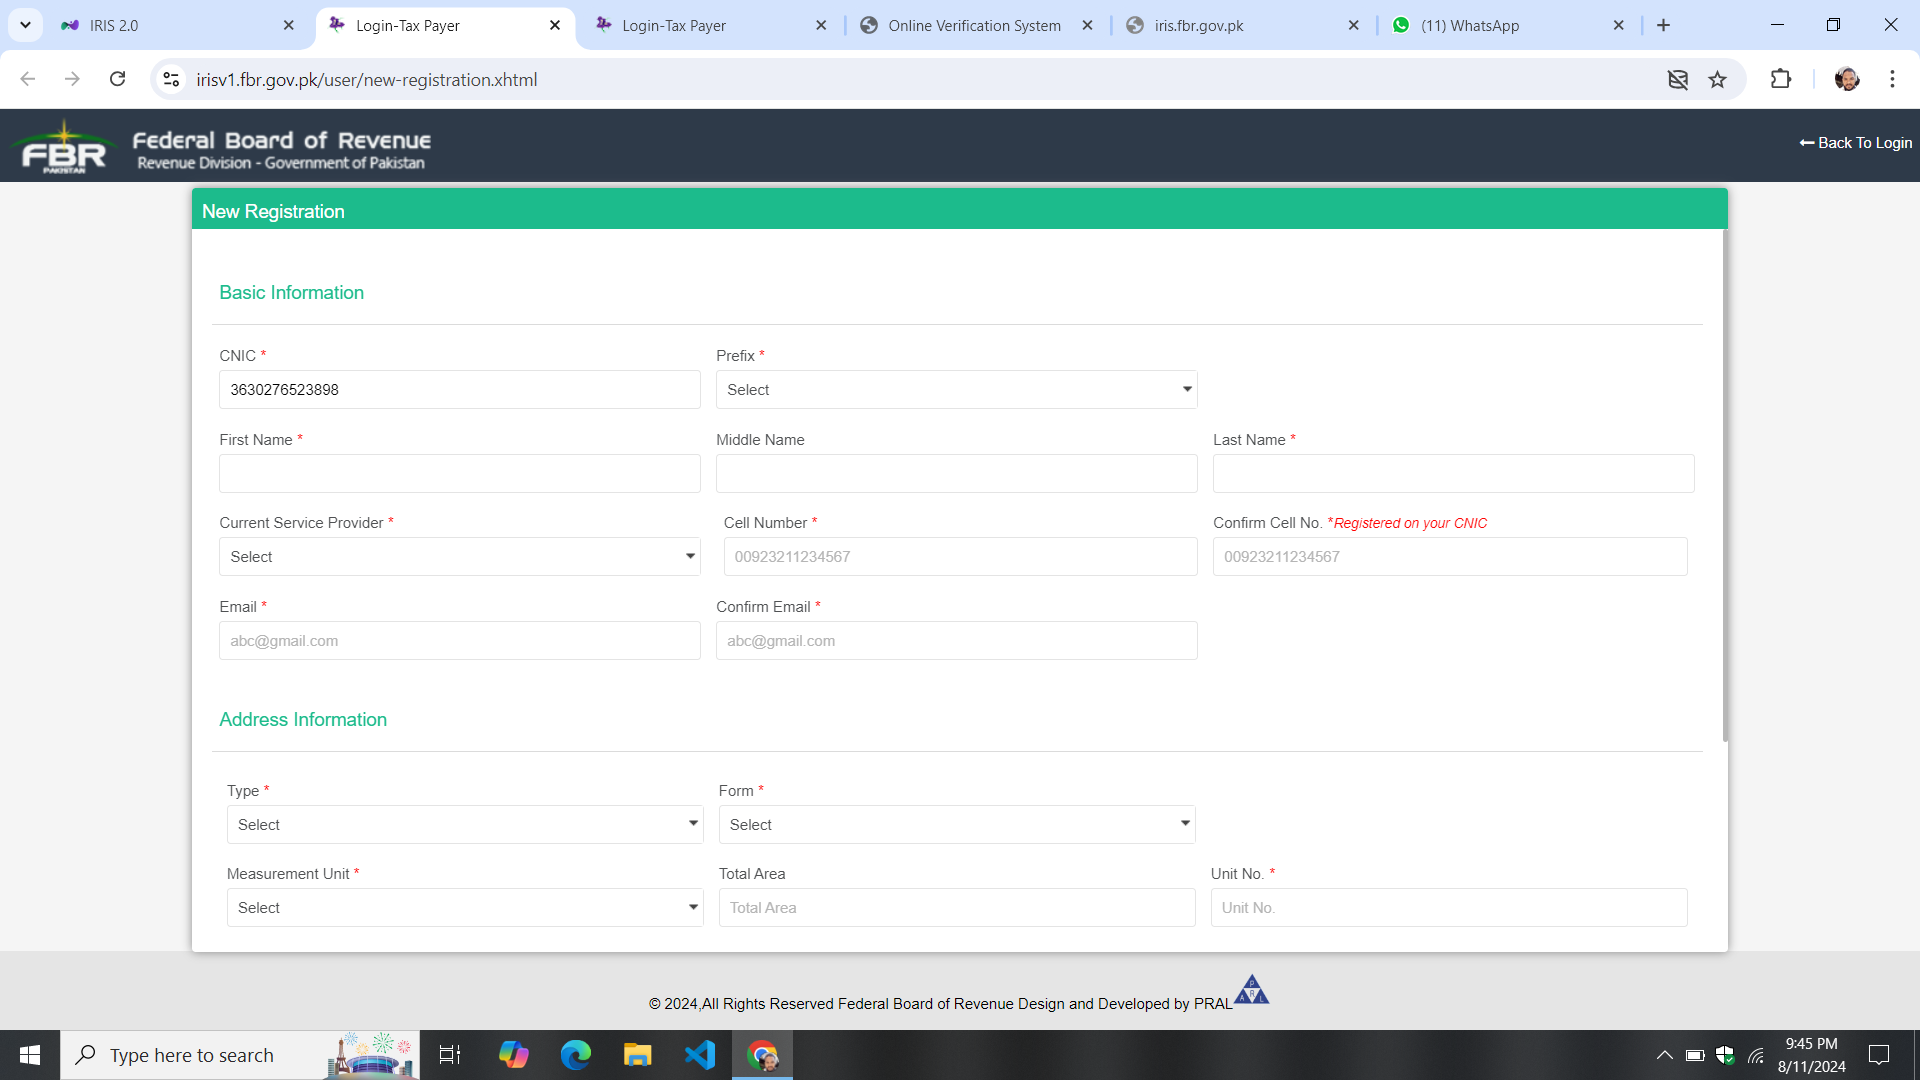 IRIS 2.0
Login-Tax Payer
Login-Tax Payer
Online Verification System
iris.fbr.gov.pk
(11) WhatsApp
irisv1.fbr.gov.pk/user/new-registration.xhtml
FBR
PAKISTAN
Federal Board of Revenue
Revenue Division - Government of Pakistan
Back To Login
New Registration
Basic Information
CNIC *
Prefix *
3630276523898
Select
First Name *
Middle Name
Last Name *
Current Service Provider *
Cell Number *
Confirm Cell No. *Registered on your CNIC
Select
00923211234567
00923211234567
Email *
Confirm Email *
abc@gmail.com
abc@gmail.com
Address Information
Type *
Form *
Select
Select
Measurement Unit *
Total Area
Unit No. *
Select
Total Area
Unit No.
© 2024,All Rights Reserved Federal Board of Revenue Design and Developed by PRAL
P
A R L
Type here to search
9:45 PM
8/11/2024